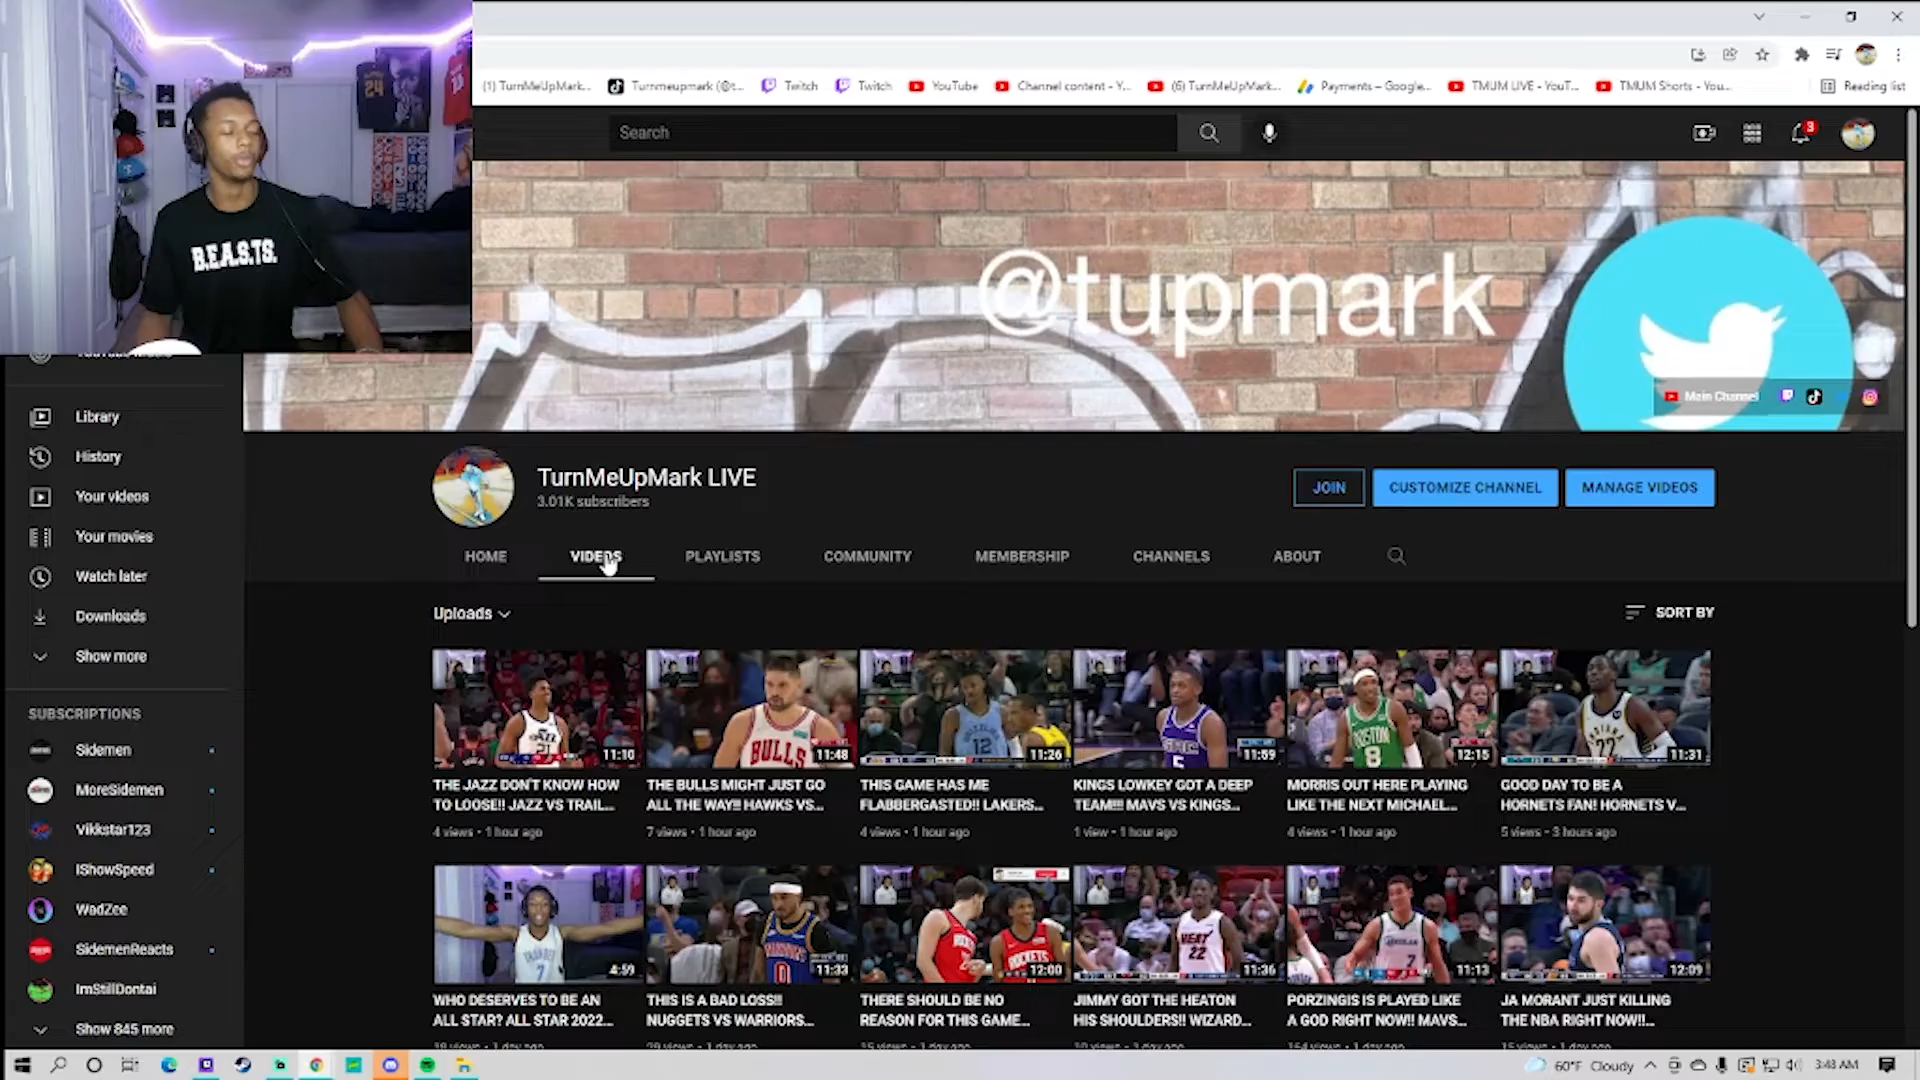 B.E.A.S.TS.
24
(1) TurnMeUpMark... Turnmeupmark (@t... Twitch Twitch YouTube Channel content - Y... (6) TurnMeUpMark... Payments – Google... TMUM LIVE - YouT... TMUM Shorts - You... Reading list
Search
3
@tupmark
Main Channel
Library
History
Your videos
Your movies
Watch later
Downloads
Show more
SUBSCRIPTIONS
Sidemen
MoreSidemen
Vikkstar123
IShowSpeed
WadZee
SidemenReacts
ImStillDontai
Show 845 more
TurnMeUpMark LIVE
3.01K subscribers
JOIN CUSTOMIZE CHANNEL MANAGE VIDEOS
HOME VIDEOS PLAYLISTS COMMUNITY MEMBERSHIP CHANNELS ABOUT
Uploads SORT BY
11:10 11:48 11:26 11:59 12:15 11:31
THE JAZZ DON'T KNOW HOW
TO LOOSE!! JAZZ VS TRAIL...
4 views • 1 hour ago
THE BULLS MIGHT JUST GO
ALL THE WAY!!! HAWKS VS...
7 views • 1 hour ago
THIS GAME HAS ME
FLABBERGASTED!! LAKERS...
4 views • 1 hour ago
KINGS LOWKEY GOT A DEEP
TEAM!!! MAVS VS KINGS...
1 view • 1 hour ago
MORRIS OUT HERE PLAYING
LIKE THE NEXT MICHAEL...
4 views • 1 hour ago
GOOD DAY TO BE A
HORNETS FAN! HORNETS V...
5 views • 3 hours ago
4:59 11:33 12:00 11:36 11:13 12:09
WHO DESERVES TO BE AN
ALL STAR? ALL STAR 2022...
THIS IS A BAD LOSS!!
NUGGETS VS WARRIORS...
THERE SHOULD BE NO
REASON FOR THIS GAME...
JIMMY GOT THE HEAT ON
HIS SHOULDERS!! WIZARD...
PORZINGIS IS PLAYED LIKE
A GOD RIGHT NOW!! MAVS...
JA MORANT JUST KILLING
THE NBA RIGHT NOW!!...
60°F Cloudy 3:48 AM